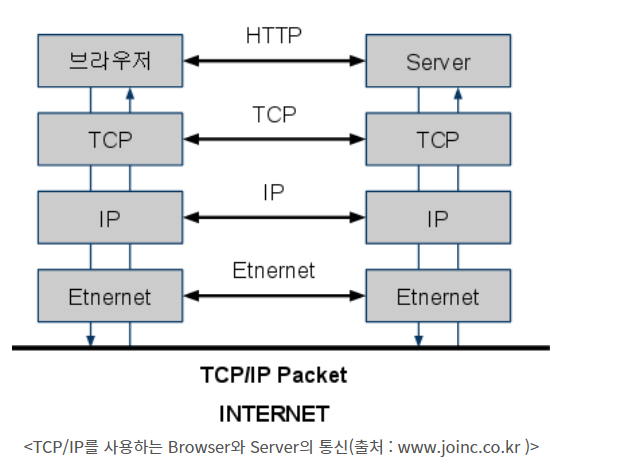 HTTP
브라우저
Server
TCP
TCP
TCP
IP
IP
IP
Etnernet
Etnernet
Etnernet
TCP/IP Packet
INTERNET
<TCP/IP를 사용하는 Browser와 Server의 통신(출처 : www.joinc.co.kr )>